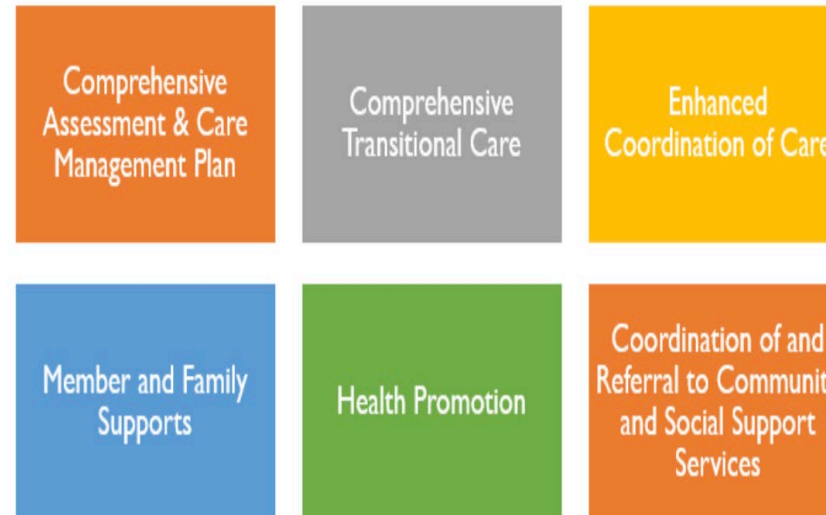 Comprehensive
Assessment & Care
Management Plan
Comprehensive
Transitional Care
Enhanced
Coordination of Care
Member and Family
Supports
Health Promotion
Coordination of and
Referral to Communit
and Social Support
Services